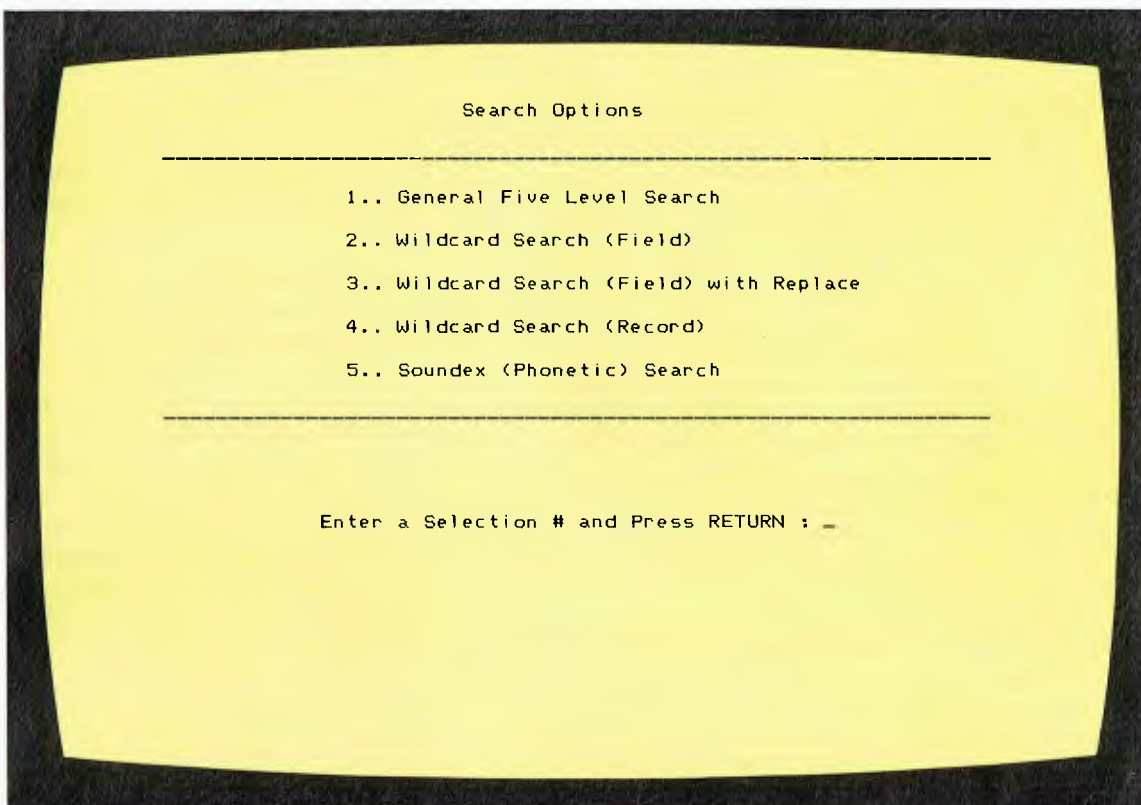 Search Options
1.. General Five Level Search
2.. Wildcard Search (Field)
3.. Wildcard Search (Field) with Replace
4.. Wildcard Search (Record)
5.. Soundex (Phonetic) Search
Enter a Selection # and Press RETURN : _